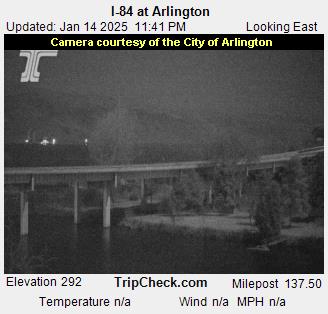 I-84 at Arlington
Updated: Jan 14 2025 11:41 PM Looking East
Camera courtesy of the City of Arlington
Elevation 292 TripCheck.com Milepost 137.50
Temperature n/a Wind n/a MPH n/a